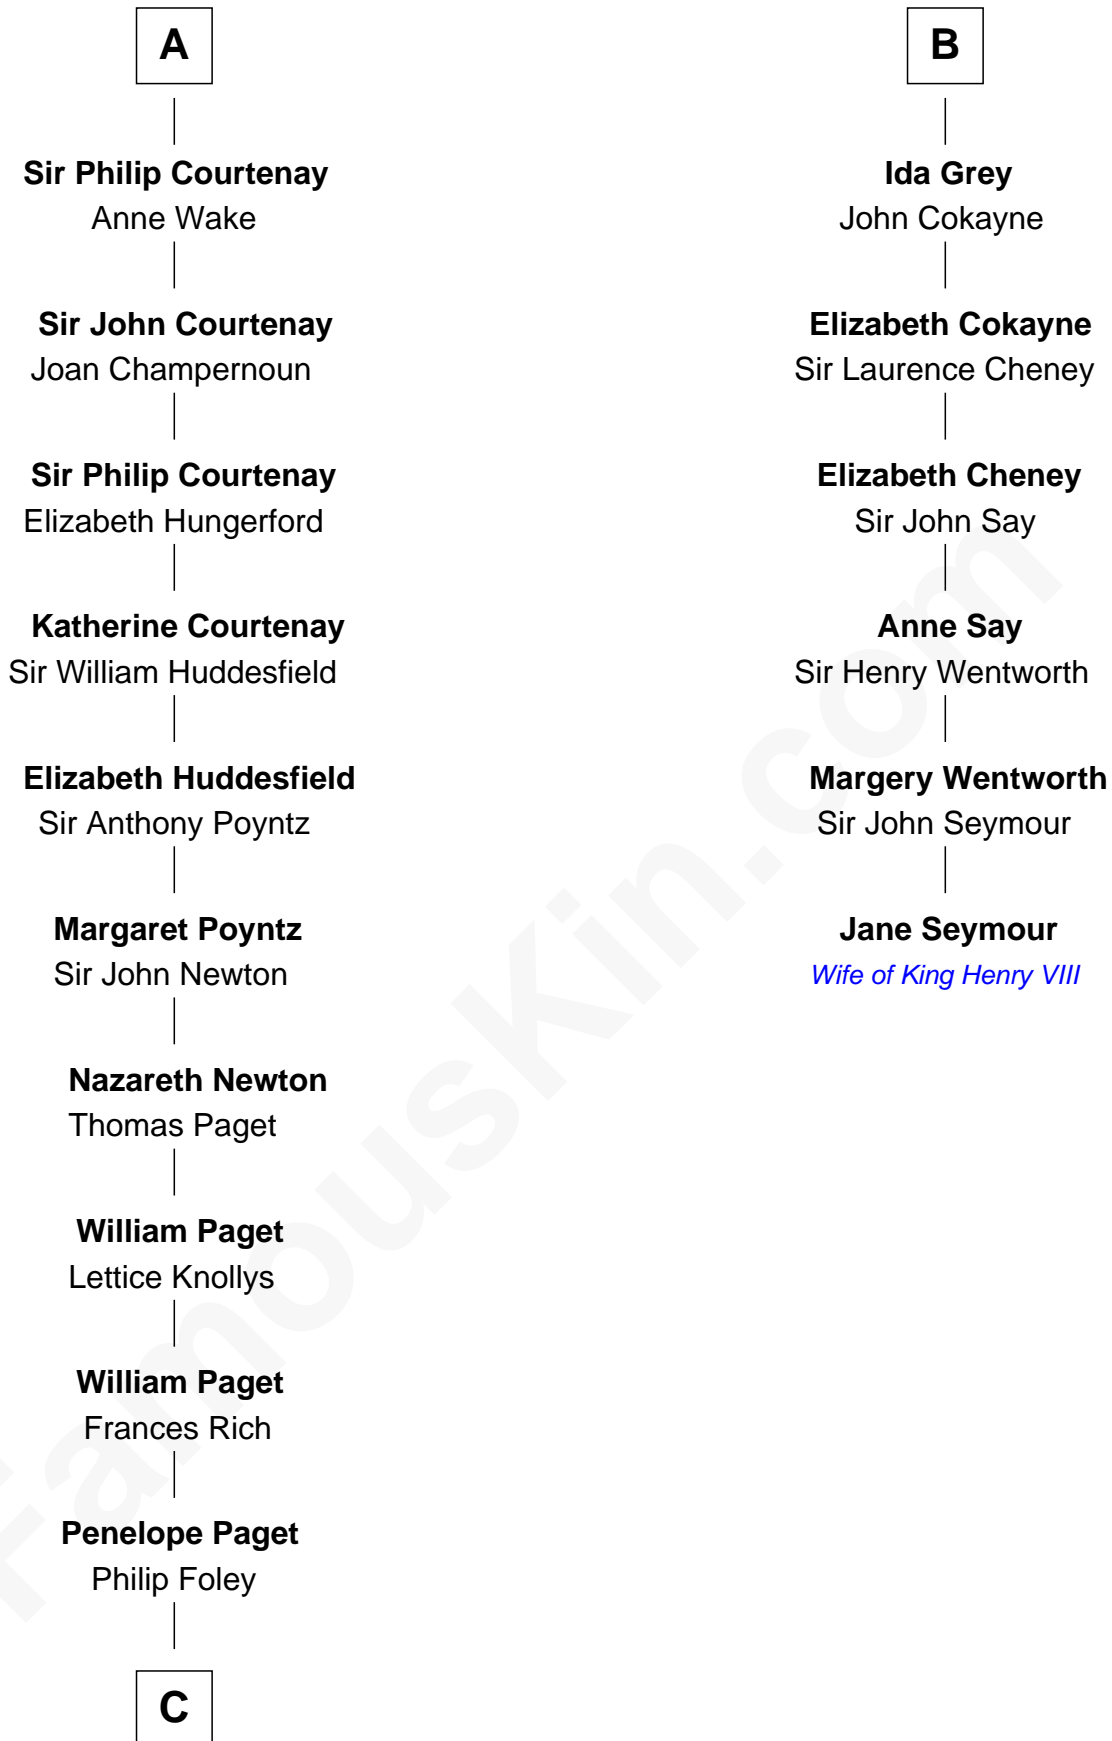 A
Sir Philip Courtenay
Anne Wake
Sir John Courtenay
Joan Champernoun
Sir Philip Courtenay
Elizabeth Hungerford
Katherine Courtenay
Sir William Huddesfield
Elizabeth Huddesfield
Sir Anthony Poyntz
Margaret Poyntz
Sir John Newton
Nazareth Newton
Thomas Paget
William Paget
Lettice Knollys
William Paget
Frances Rich
Penelope Paget
Philip Foley
C
B
Ida Grey
John Cokayne
Elizabeth Cokayne
Sir Laurence Cheney
Elizabeth Cheney
Sir John Say
Anne Say
Sir Henry Wentworth
Margery Wentworth
Sir John Seymour
Jane Seymour
Wife of King Henry VIII
FamousKin.com